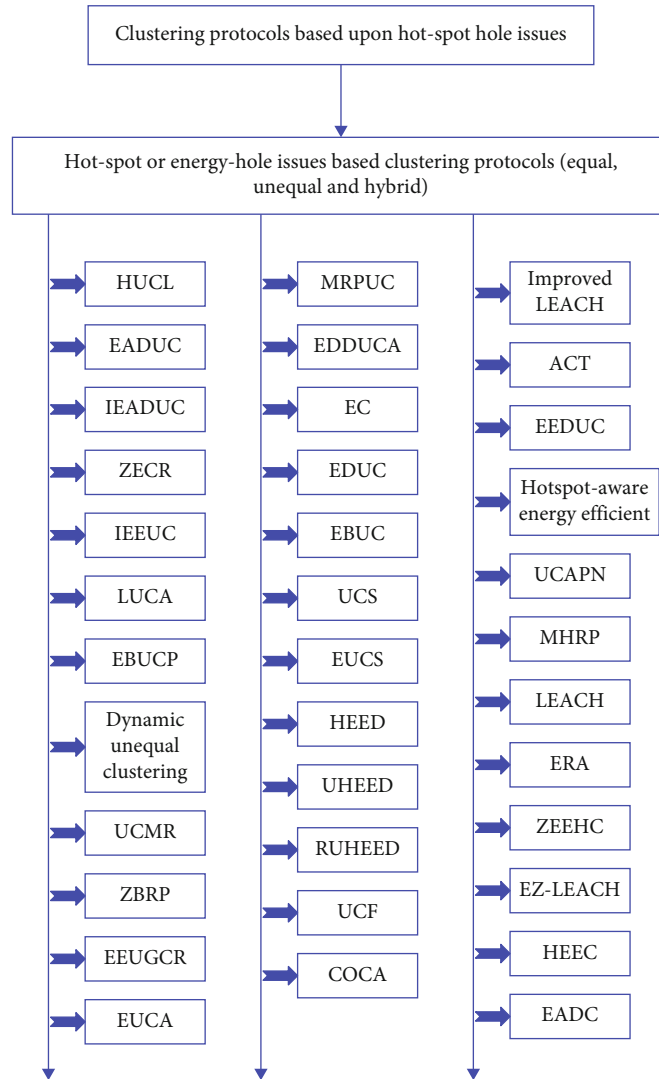 Clustering protocols based upon hot-spot hole issues
Hot-spot or energy-hole issues based clustering protocols (equal,
unequal and hybrid)
HUCL
EADUC
IEADUC
ZECR
IEEUC
LUCA
EBUCP
Dynamic
unequal
clustering
UCMR
ZBRP
EEUGCR
EUCA
MRPUC
EDDUCA
EC
EDUC
EBUC
UCS
EUCS
HEED
UHEED
RUHEED
UCF
COCA
Improved
LEACH
ACT
EEDUC
Hotspot-aware
energy efficient
UCAPN
MHRP
LEACH
ERA
ZEEHC
EZ-LEACH
HEEC
EADC